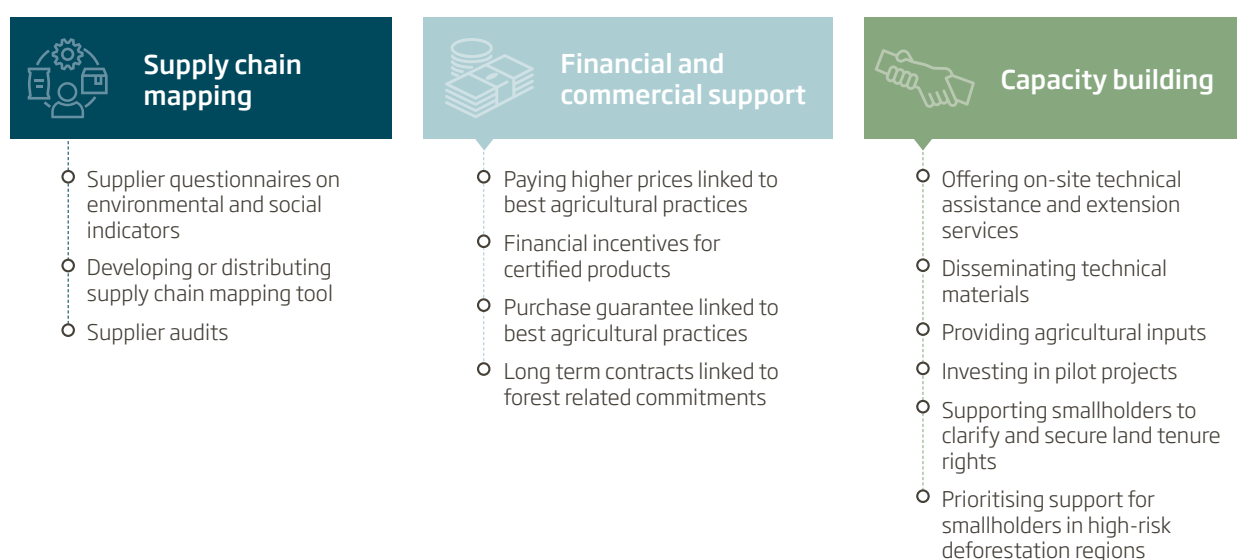 Supply chain
mapping
Supplier questionnaires on
environmental and social
indicators
Developing or distributing
supply chain mapping tool
Supplier audits
Financial and
commercial support
Paying higher prices linked to
best agricultural practices
Financial incentives for
certified products
Purchase guarantee linked to
best agricultural practices
Long term contracts linked to
forest related commitments
Capacity building
Offering on-site technical
assistance and extension
services
Disseminating technical
materials
Providing agricultural inputs
Investing in pilot projects
Supporting smallholders to
clarify and secure land tenure
rights
Prioritising support for
smallholders in high-risk
deforestation regions